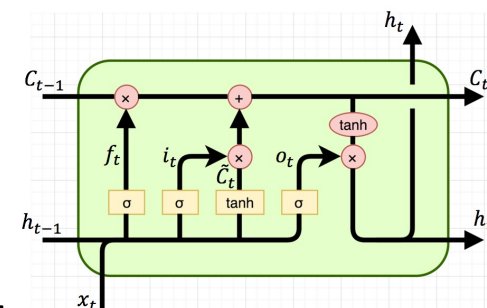 h_t
C_{t-1} × + C_t
tanh
f_t i_t × o_t ×
C̃_t
σ σ tanh σ
h_{t-1} h
x_t